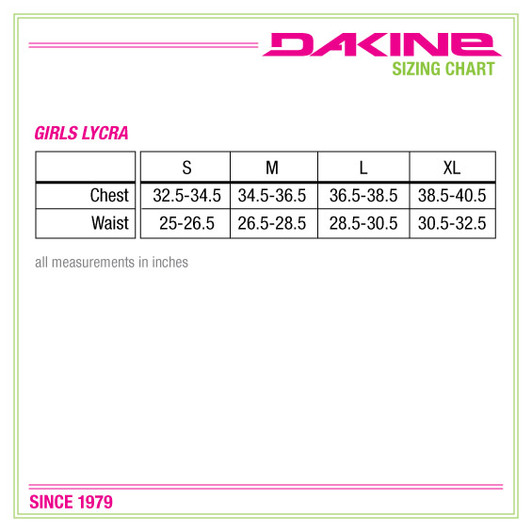 DAKINE
SIZING CHART
GIRLS LYCRA
S M L XL
Chest 32.5-34.5 34.5-36.5 36.5-38.5 38.5-40.5
Waist 25-26.5 26.5-28.5 28.5-30.5 30.5-32.5
all measurements in inches
SINCE 1979